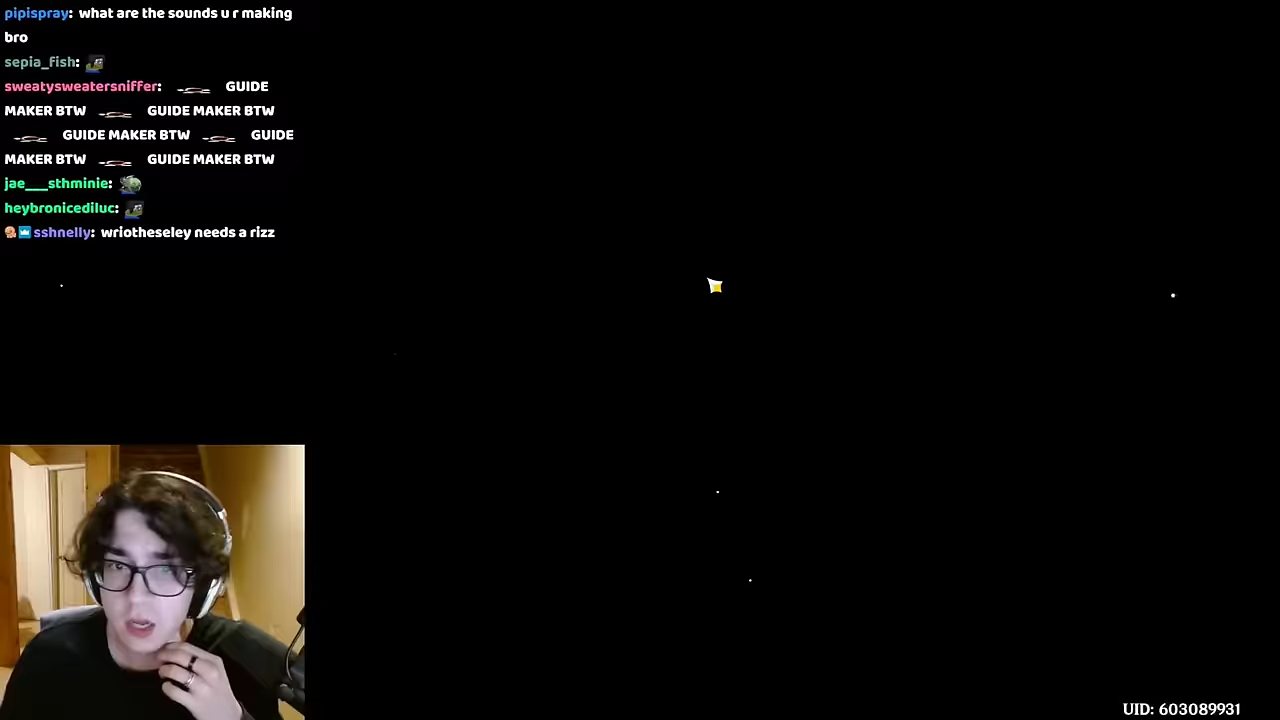 pipispray: what are the sounds u r making
bro
sepia_fish:
sweatysweatersniffer: GUIDE
MAKER BTW GUIDE MAKER BTW
GUIDE MAKER BTW GUIDE
MAKER BTW GUIDE MAKER BTW
jae___sthminie:
heybronicediluc:
sshnelly: wriotheseley needs a rizz
UID: 603089931